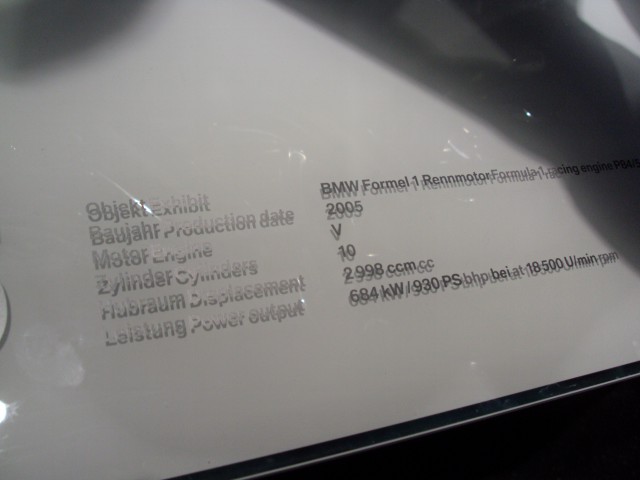 Objekt Exhibit BMW Formel 1 Rennmotor Formula 1 racing engine P84/5
Baujahr Production date 2005
Motor Engine V
Zylinder Cylinders 10
Hubraum Displacement 2 998 ccm cc
Leistung Power output 684 kW / 930 PS bhp bei at 18 500 U/min rpm